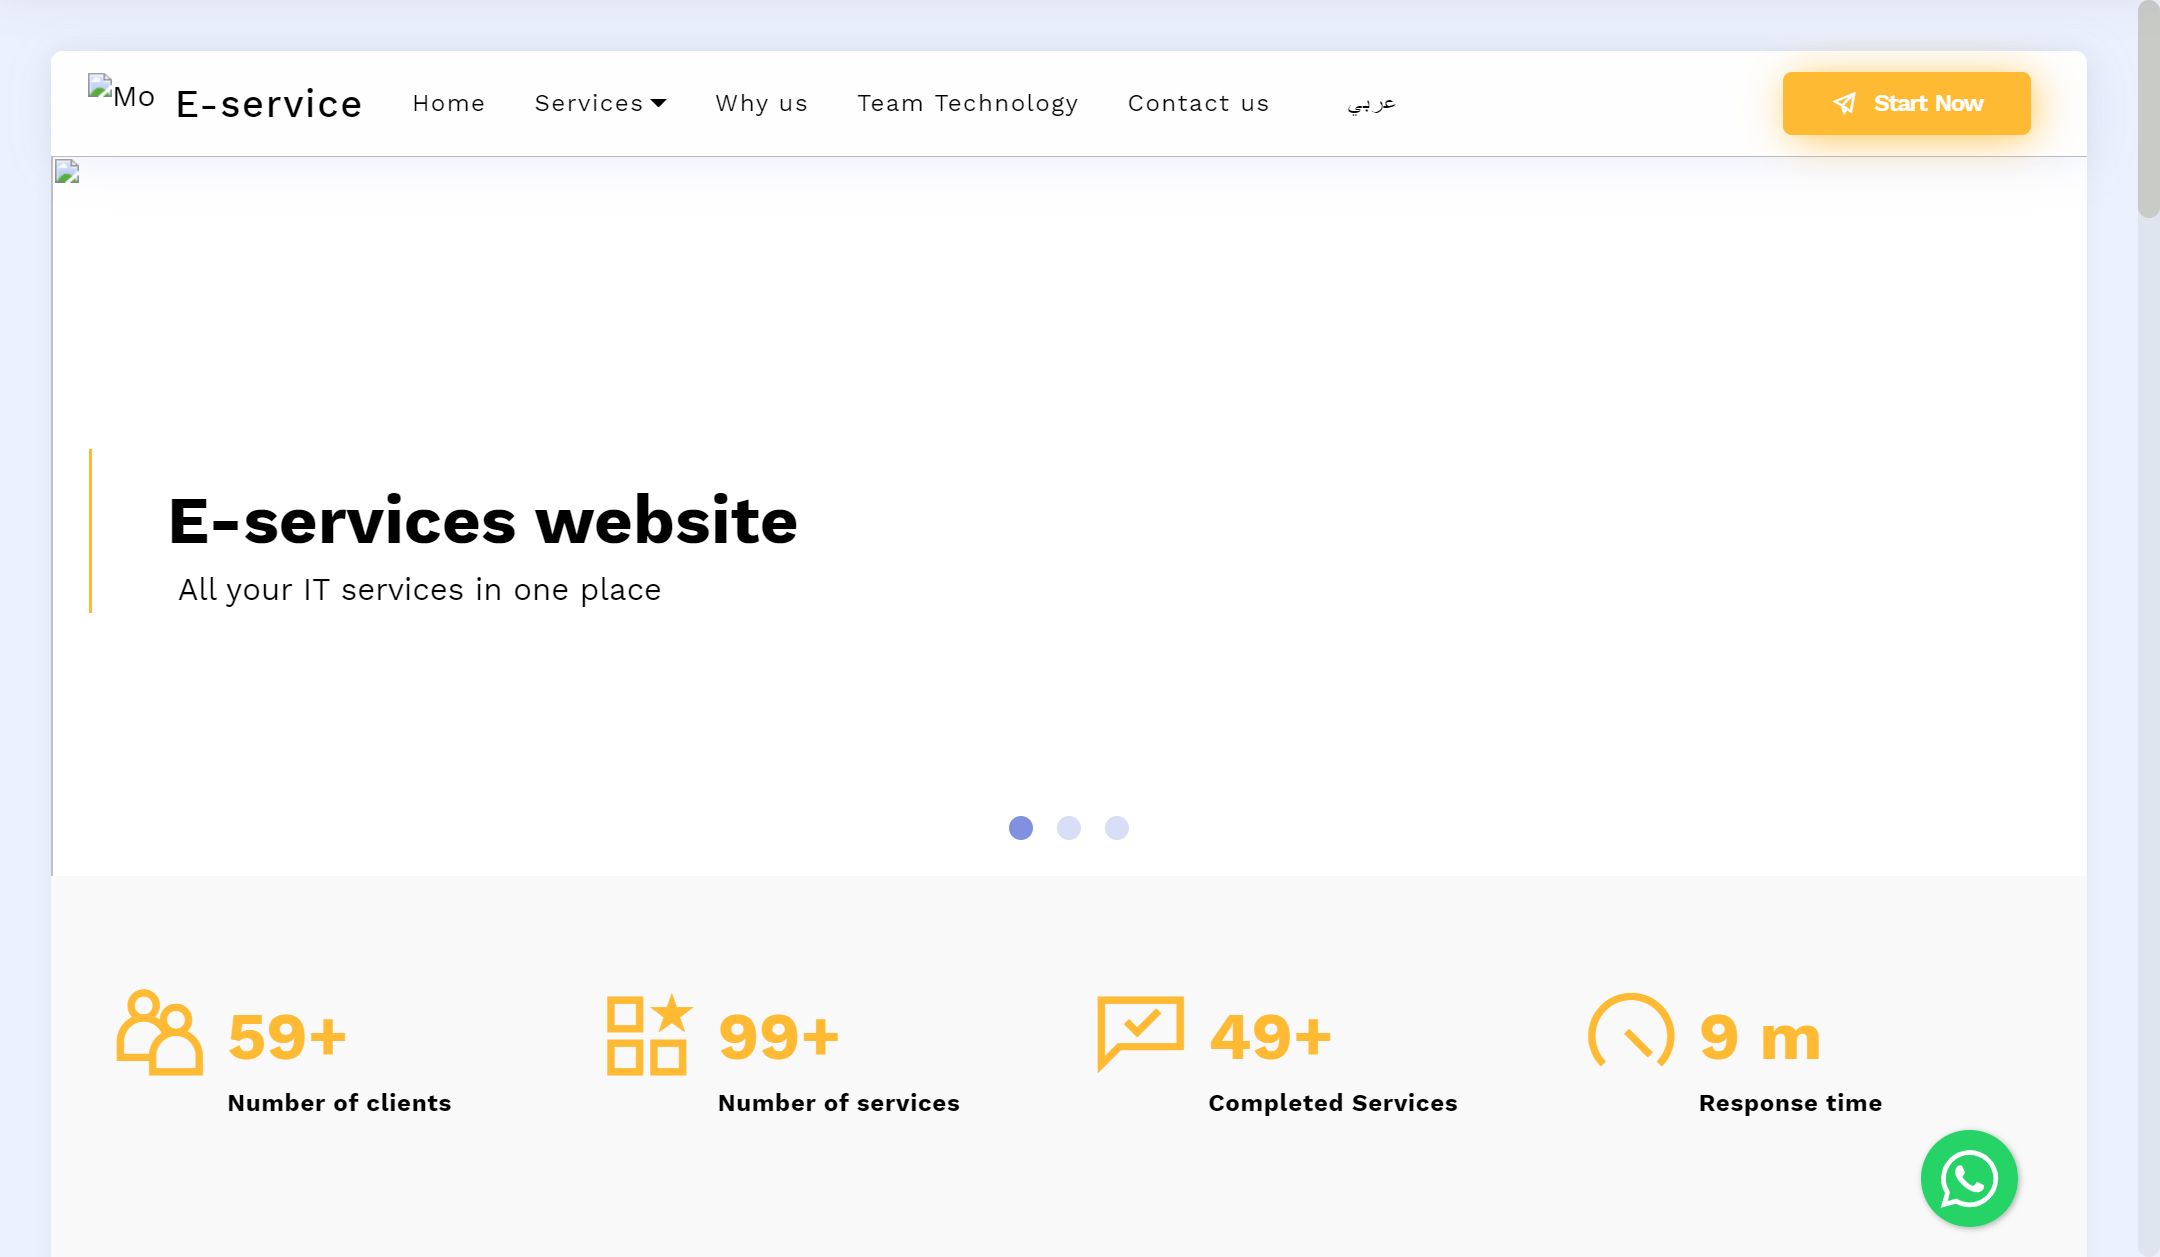 Mo
E-service
Home
Services
Why us
Team Technology
Contact us
عربي
Start Now
E-services website
All your IT services in one place
59+
Number of clients
99+
Number of services
49+
Completed Services
9 m
Response time